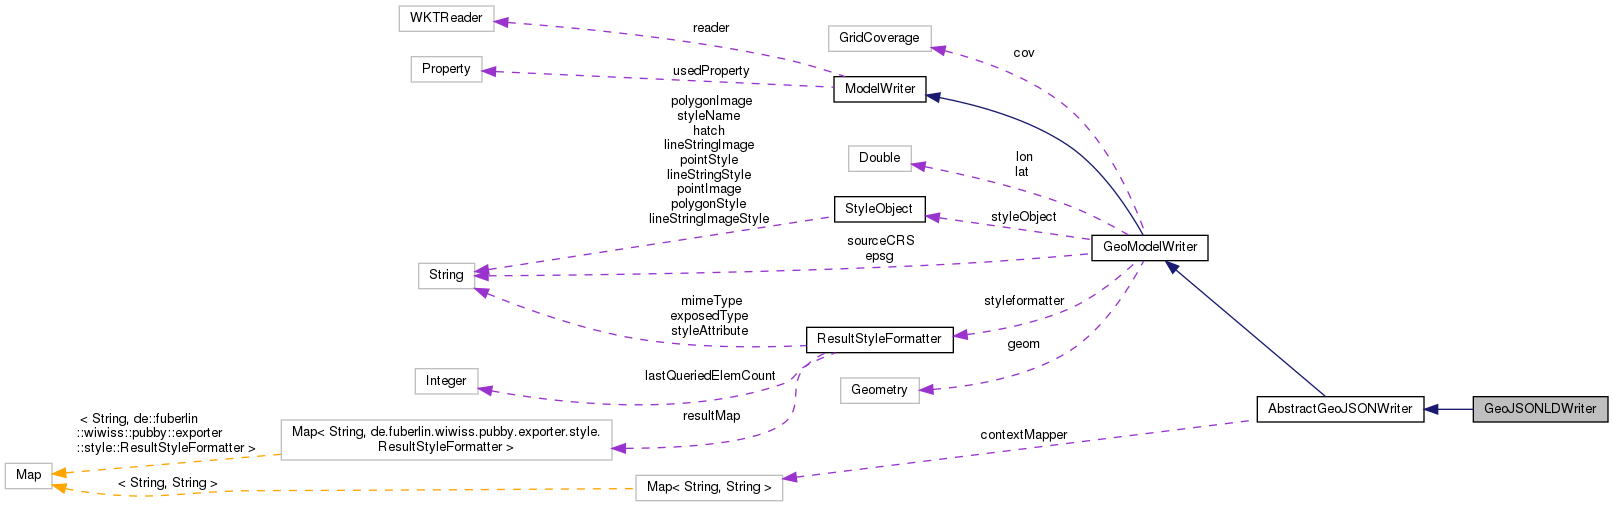 WKTReader
reader
GridCoverage
cov
Property
usedProperty
ModelWriter
polygonImage
styleName
hatch
lineStringImage
pointStyle
lineStringStyle
pointImage
polygonStyle
lineStringImageStyle
Double
lon
lat
StyleObject
styleObject
GeoModelWriter
sourceCRS
epsg
String
mimeType
exposedType
styleAttribute
styleformatter
ResultStyleFormatter
geom
Integer
lastQueriedElemCount
Geometry
resultMap
AbstractGeoJSONWriter
GeoJSONLDWriter
< String, de::fuberlin
::wiwiss::pubby::exporter
::style::ResultStyleFormatter >
Map< String, de.fuberlin.wiwiss.pubby.exporter.style.
ResultStyleFormatter >
contextMapper
Map
< String, String >
Map< String, String >